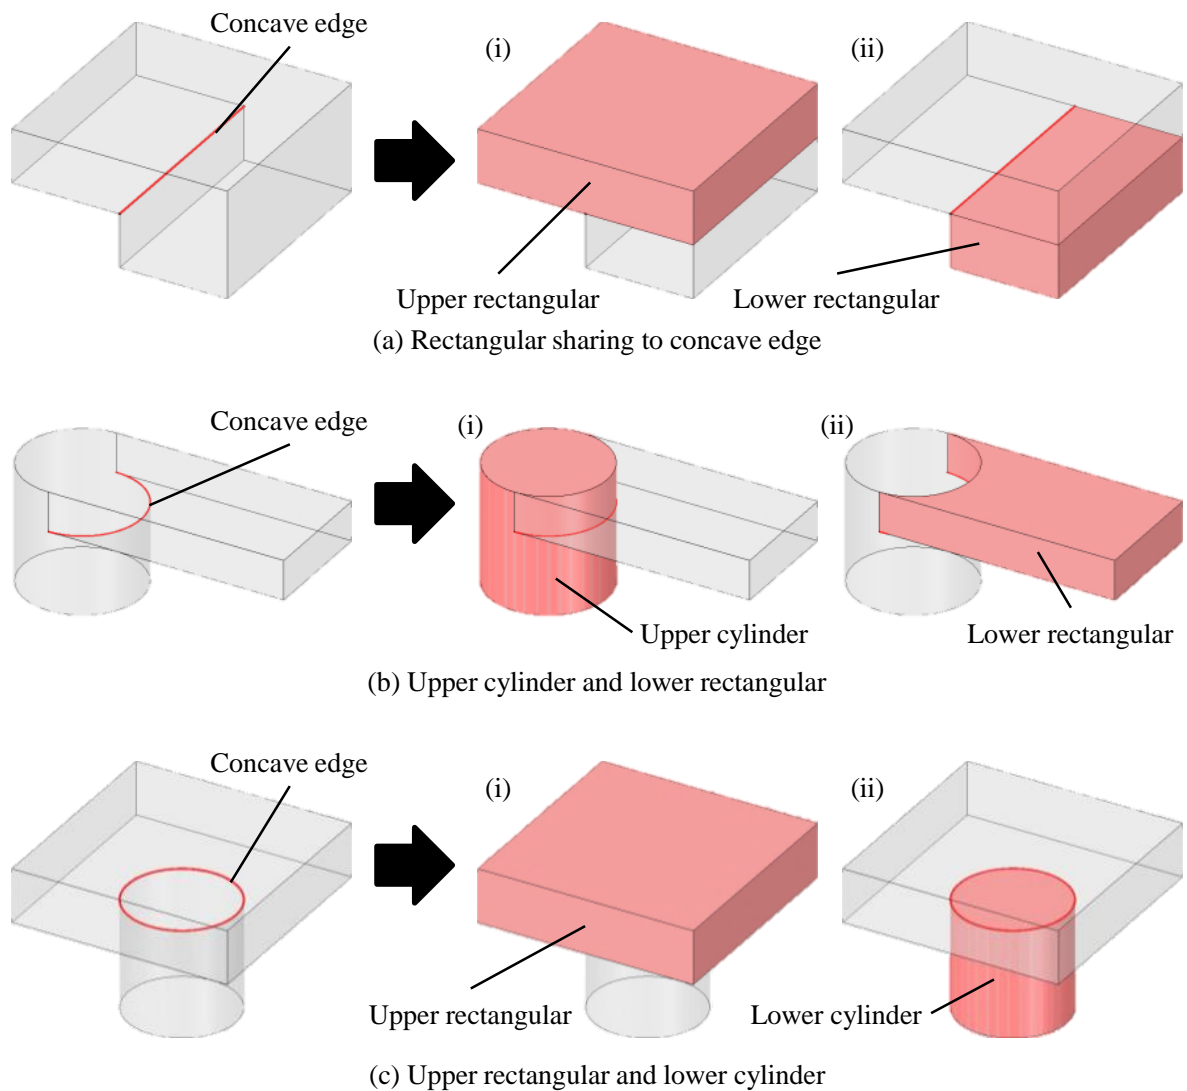 Concave edge
(i)
(ii)
Upper rectangular
Lower rectangular
(a) Rectangular sharing to concave edge
Concave edge
(i)
(ii)
Upper cylinder
Lower rectangular
(b) Upper cylinder and lower rectangular
Concave edge
(i)
(ii)
Upper rectangular
Lower cylinder
(c) Upper rectangular and lower cylinder